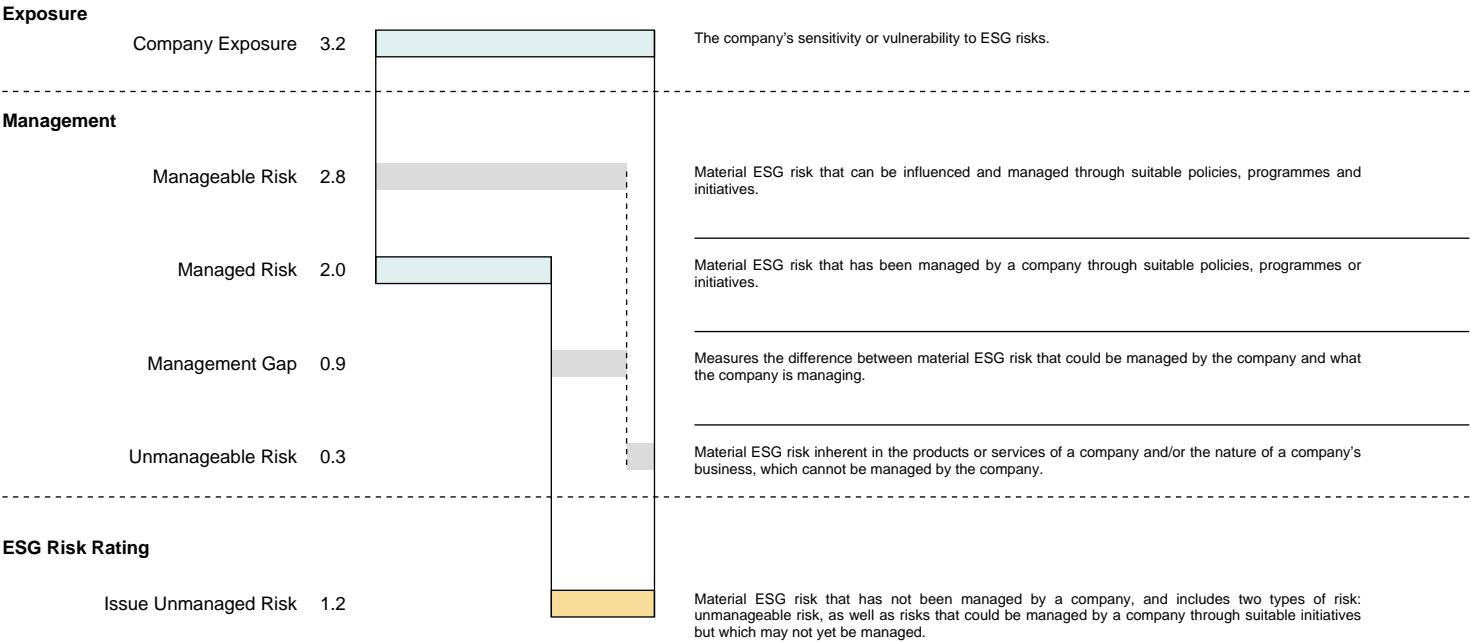 Exposure
Company Exposure 3.2
The company’s sensitivity or vulnerability to ESG risks.
Management
Manageable Risk 2.8
Material ESG risk that can be influenced and managed through suitable policies, programmes and
initiatives.
Managed Risk 2.0
Material ESG risk that has been managed by a company through suitable policies, programmes or
initiatives.
Management Gap 0.9
Measures the difference between material ESG risk that could be managed by the company and what
the company is managing.
Unmanageable Risk 0.3
Material ESG risk inherent in the products or services of a company and/or the nature of a company’s
business, which cannot be managed by the company.
ESG Risk Rating
Issue Unmanaged Risk 1.2
Material ESG risk that has not been managed by a company, and includes two types of risk:
unmanageable risk, as well as risks that could be managed by a company through suitable initiatives
but which may not yet be managed.